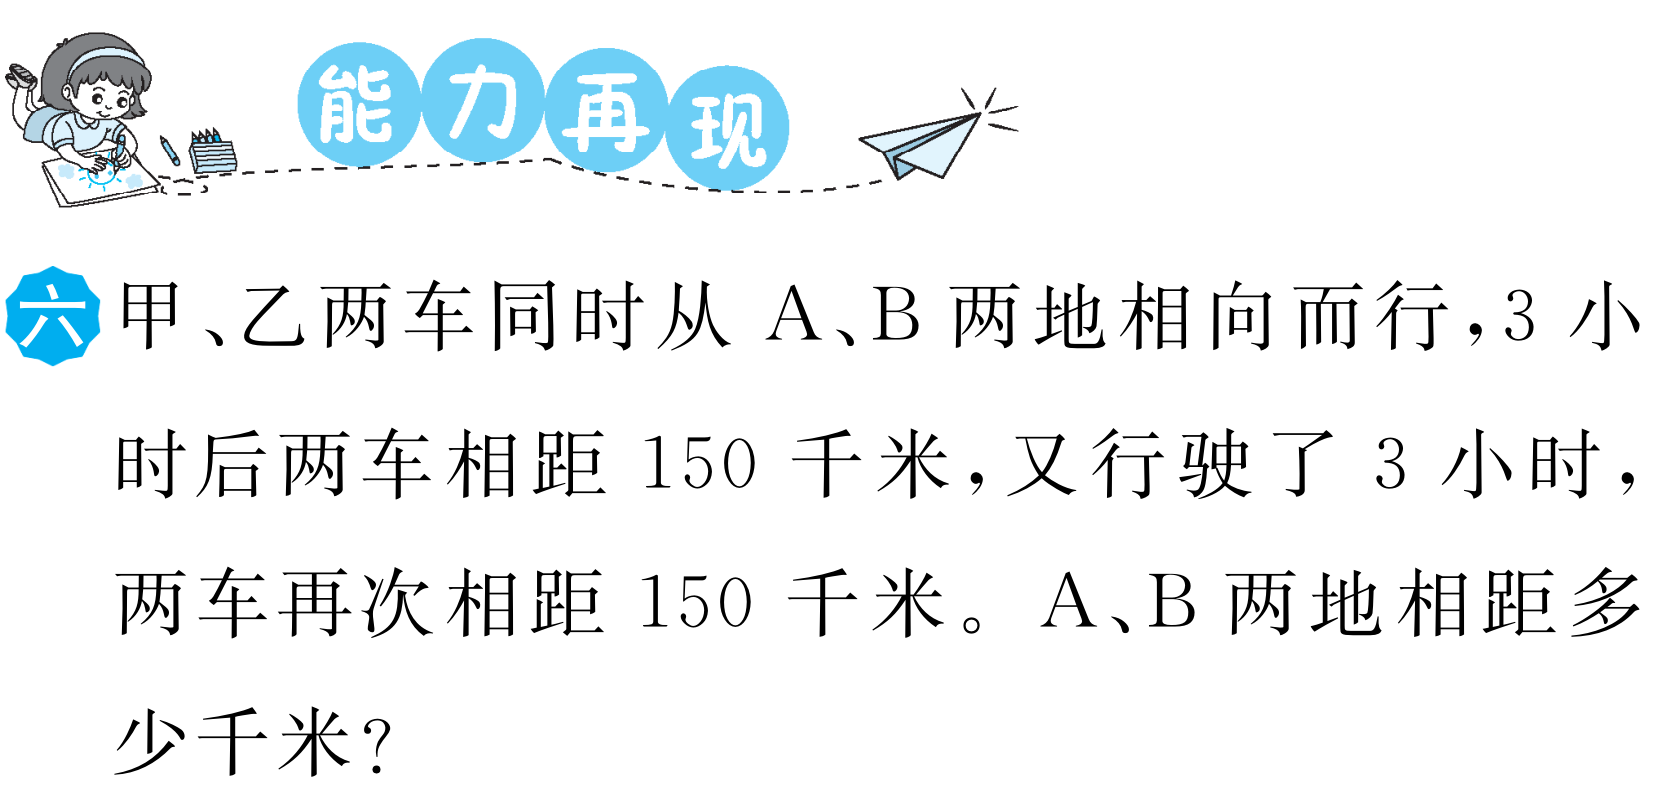 能力再现
六 甲、乙两车同时从 A、B 两地相向而行,3 小
时后两车相距 150 千米,又行驶了 3 小时,
两车再次相距 150 千米。A、B 两地相距多
少千米?